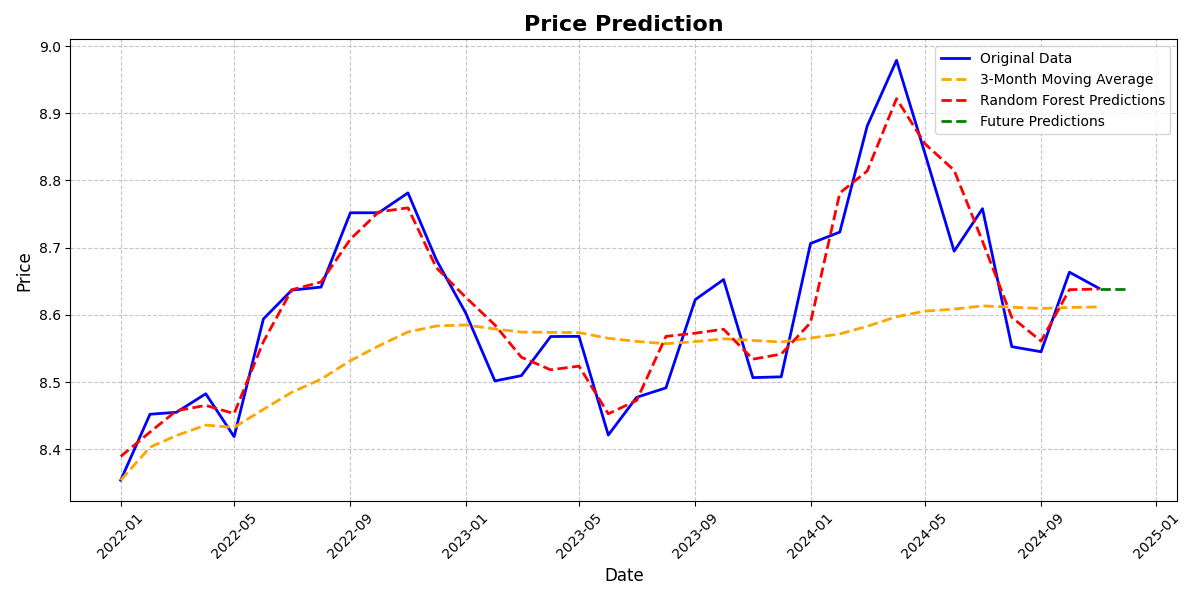 Price Prediction
Original Data
3-Month Moving Average
Random Forest Predictions
Future Predictions
Price
9.0
8.9
8.8
8.7
8.6
8.5
8.4
2022-01
2022-05
2022-09
2023-01
2023-05
2023-09
2024-01
2024-05
2024-09
2025-01
Date